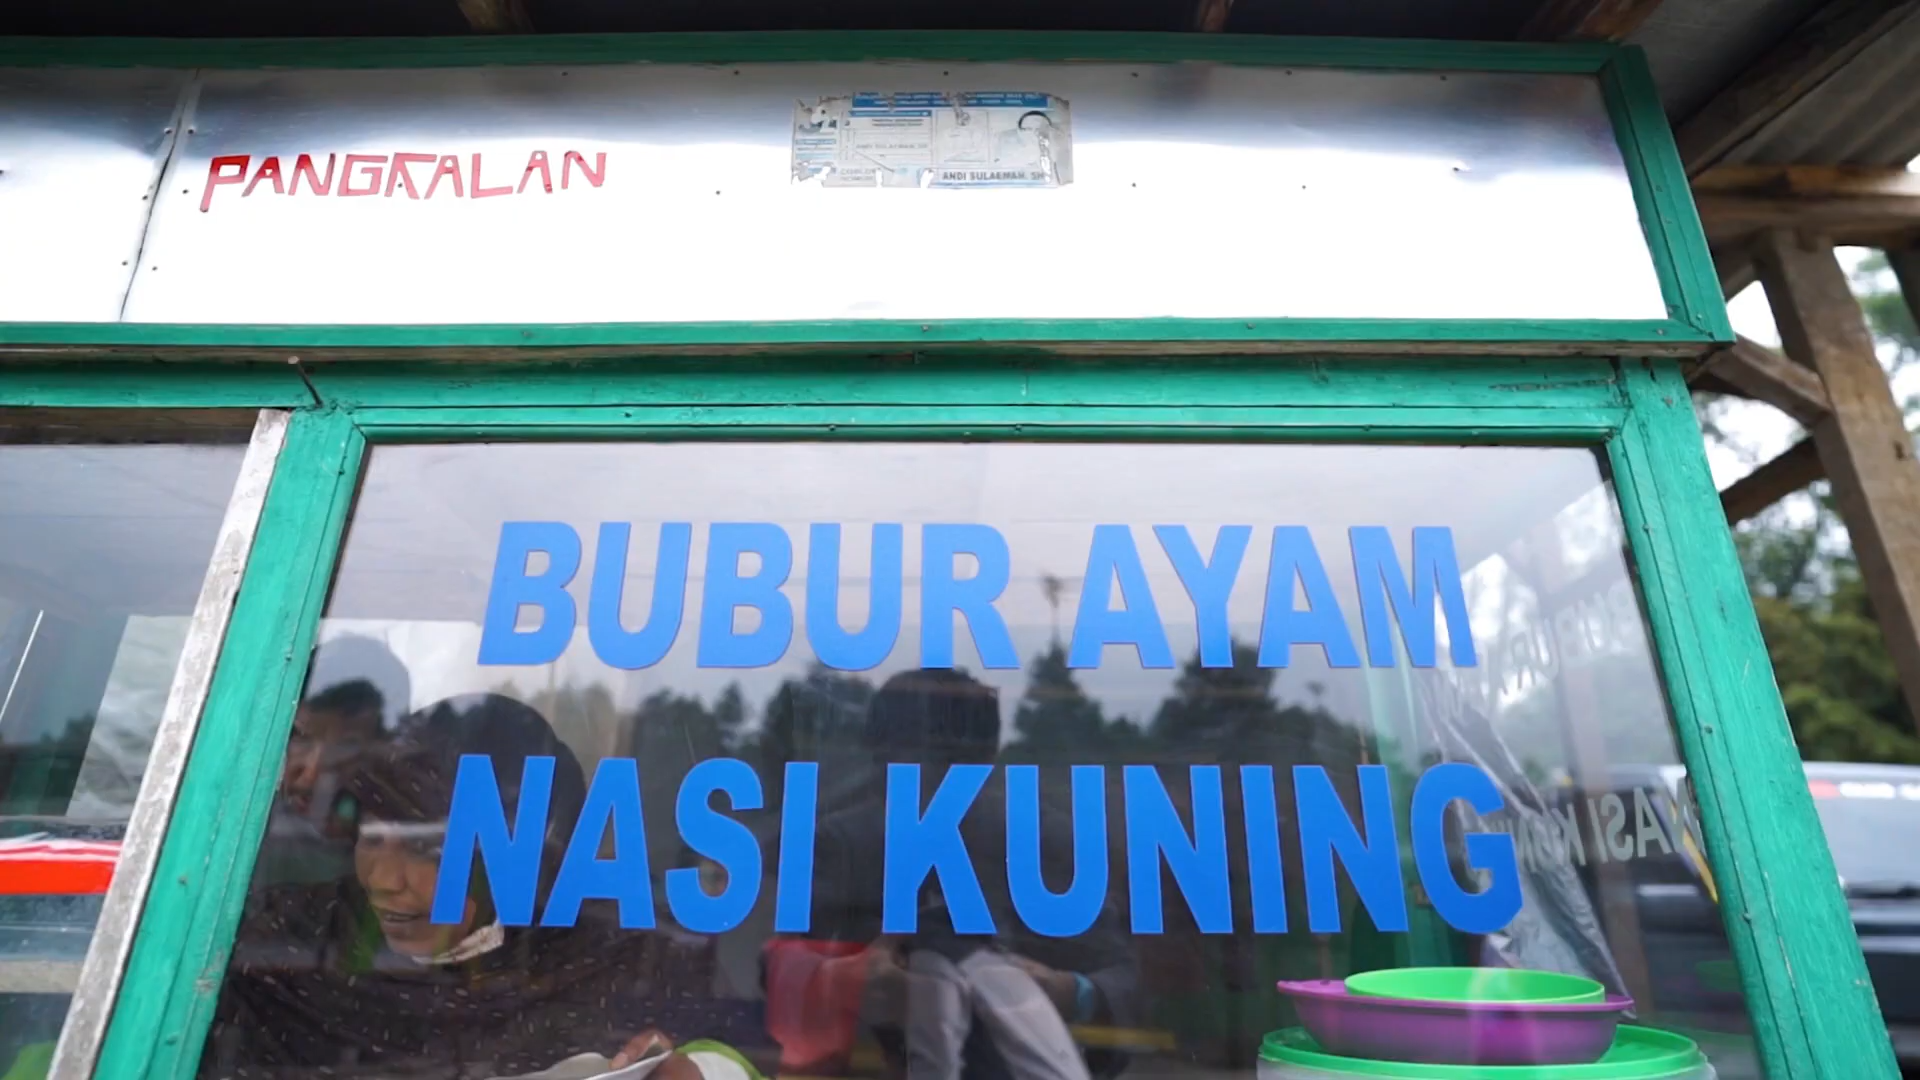 PANGKALAN
ANDI SULAEMAN. SH
BUBUR AYAM
NASI KUNING